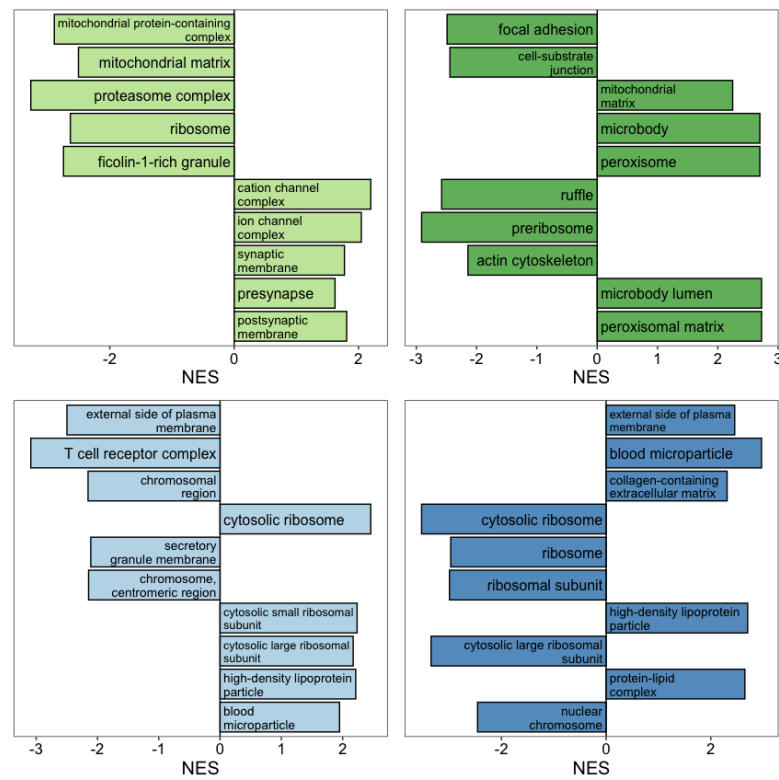 mitochondrial protein-containing
complex
mitochondrial matrix
proteasome complex
ribosome
ficolin-1-rich granule
cation channel
complex
ion channel
complex
synaptic
membrane
presynapse
postsynaptic
membrane
-2
0
2
NES
focal adhesion
cell-substrate
junction
mitochondrial
matrix
microbody
peroxisome
ruffle
preribosome
actin cytoskeleton
microbody lumen
peroxisomal matrix
-3
-2
-1
0
1
2
3
NES
external side of plasma
membrane
T cell receptor complex
chromosomal
region
cytosolic ribosome
secretory
granule membrane
chromosome,
centromeric region
cytosolic small ribosomal
subunit
cytosolic large ribosomal
subunit
high-density lipoprotein
particle
blood
microparticle
-3
-2
-1
0
1
2
NES
external side of plasma
membrane
blood microparticle
collagen-containing
extracellular matrix
cytosolic ribosome
ribosome
ribosomal subunit
high-density lipoprotein
particle
cytosolic large ribosomal
subunit
protein-lipid
complex
nuclear
chromosome
-2
0
2
NES